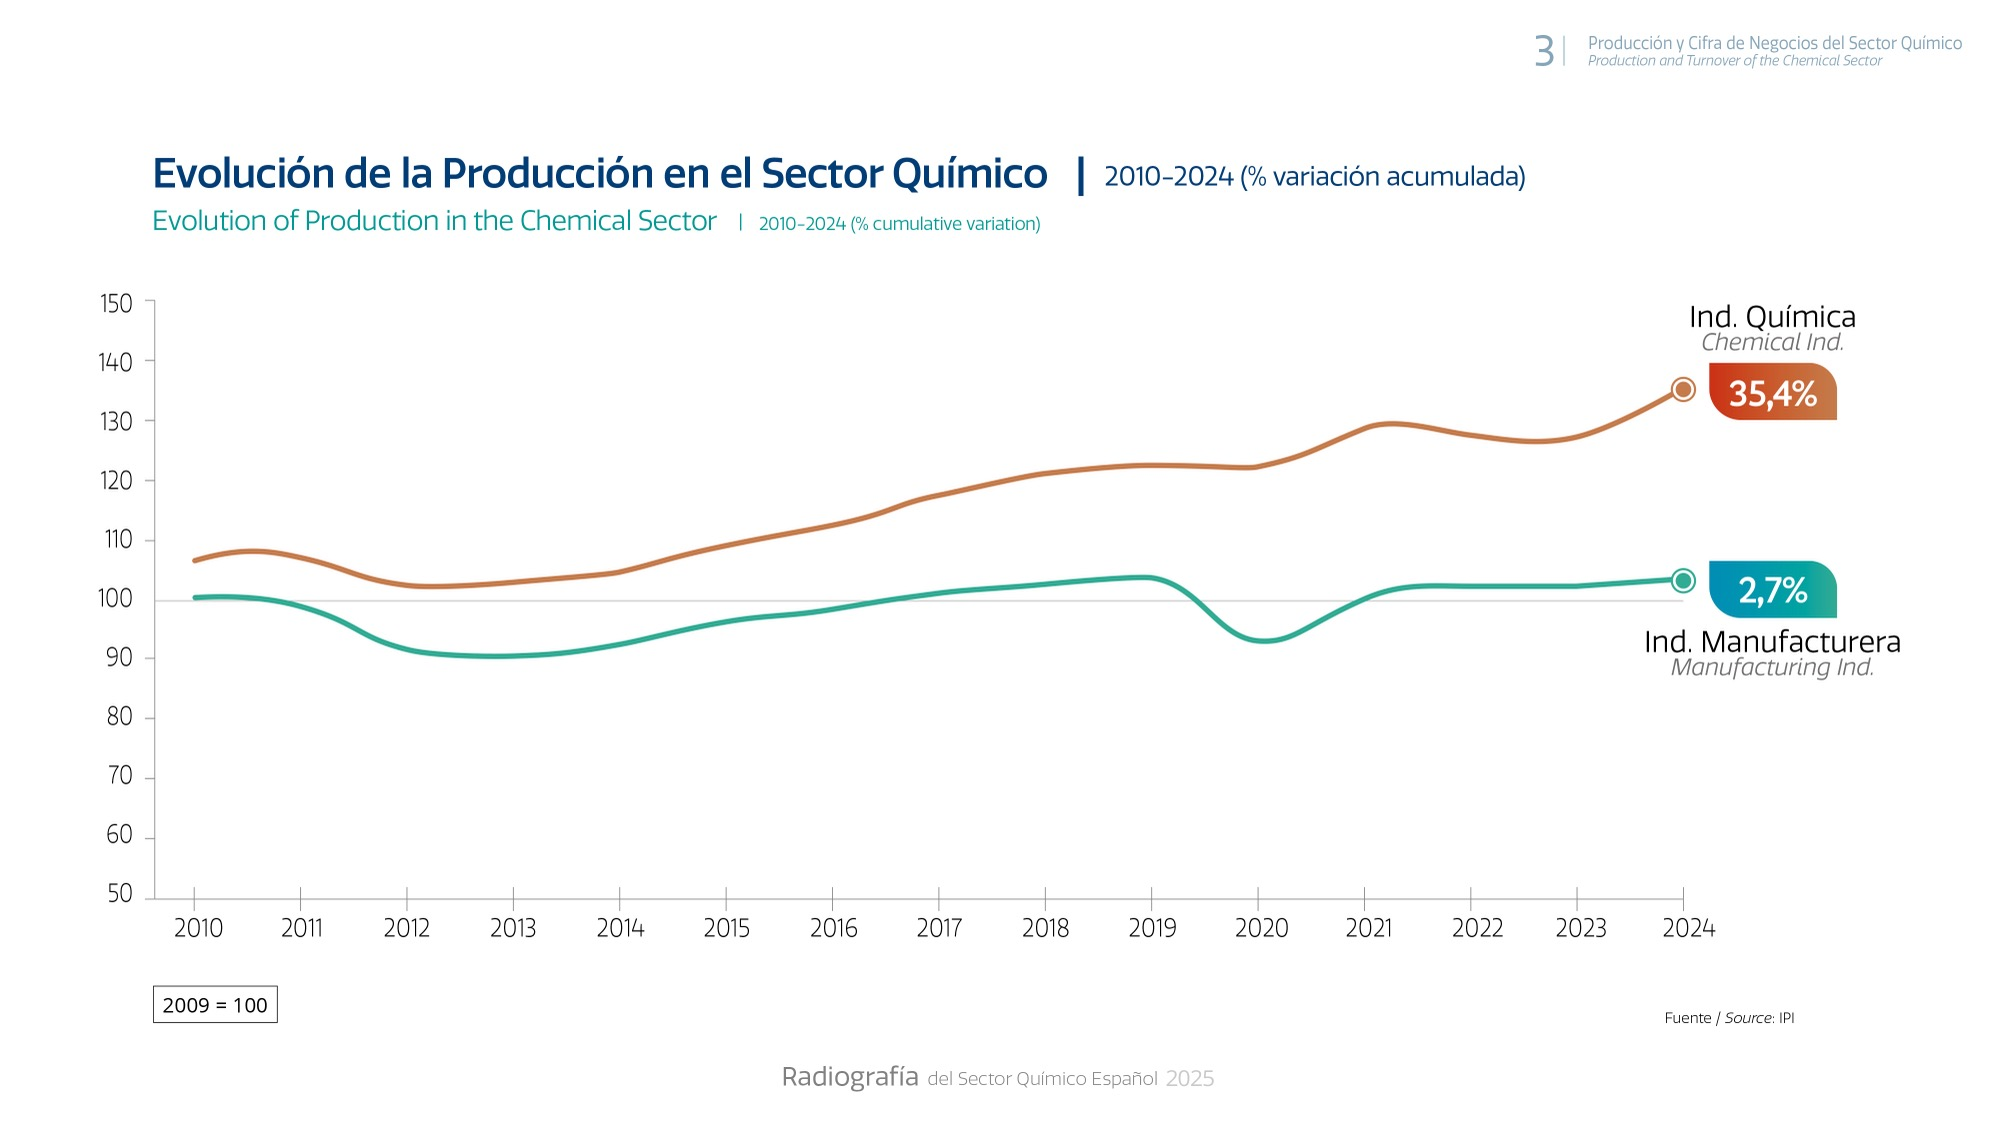 3 | Producción y Cifra de Negocios del Sector Químico
Production and Turnover of the Chemical Sector
Evolución de la Producción en el Sector Químico | 2010-2024 (% variación acumulada)
Evolution of Production in the Chemical Sector | 2010-2024 (% cumulative variation)
150
140
130
120
110
100
90
80
70
60
50
Ind. Química
Chemical Ind.
35,4%
2,7%
Ind. Manufacturera
Manufacturing Ind.
2010 2011 2012 2013 2014 2015 2016 2017 2018 2019 2020 2021 2022 2023 2024
2009 = 100
Fuente / Source: IPI
Radiografía del Sector Químico Español 2025